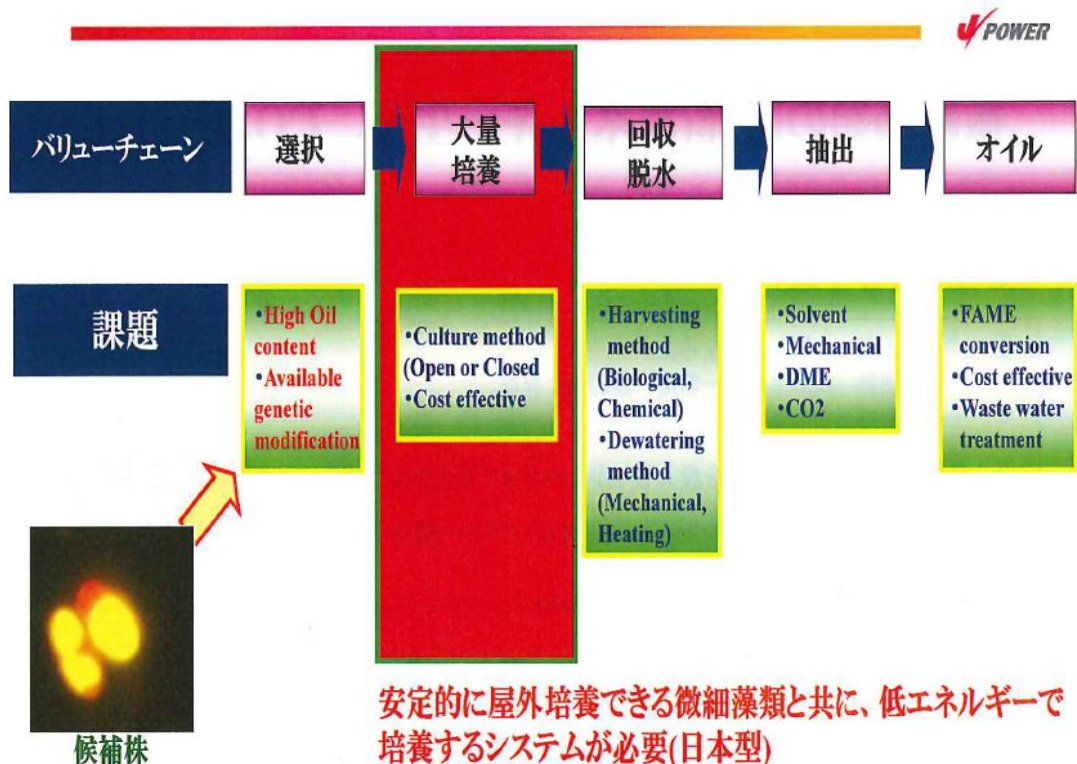 JPOWER
バリューチェーン
選択
大量
培養
回収
脱水
抽出
オイル
課題
•High Oil
content
•Available
genetic
modification
•Culture method
(Open or Closed
•Cost effective
•Harvesting
method
(Biological,
Chemical)
•Dewatering
method
(Mechanical,
Heating)
•Solvent
•Mechanical
•DME
•CO2
•FAME
conversion
•Cost effective
•Waste water
treatment
候補株
安定的に屋外培養できる微細藻類と共に、低エネルギーで
培養するシステムが必要(日本型)